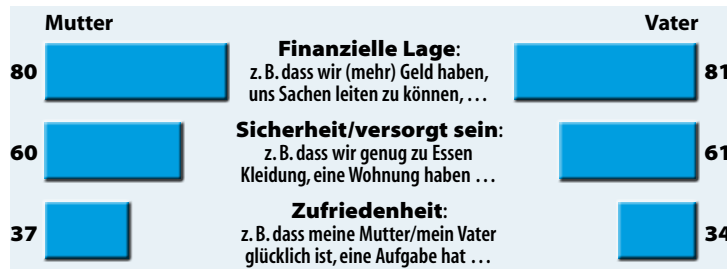 Mutter Vater
80 Finanzielle Lage: 81
z. B. dass wir (mehr) Geld haben,
uns Sachen leiten zu können, ...
60 Sicherheit/versorgt sein: 61
z. B. dass wir genug zu Essen
Kleidung, eine Wohnung haben ...
37 Zufriedenheit: 34
z. B. dass meine Mutter/mein Vater
glücklich ist, eine Aufgabe hat ...